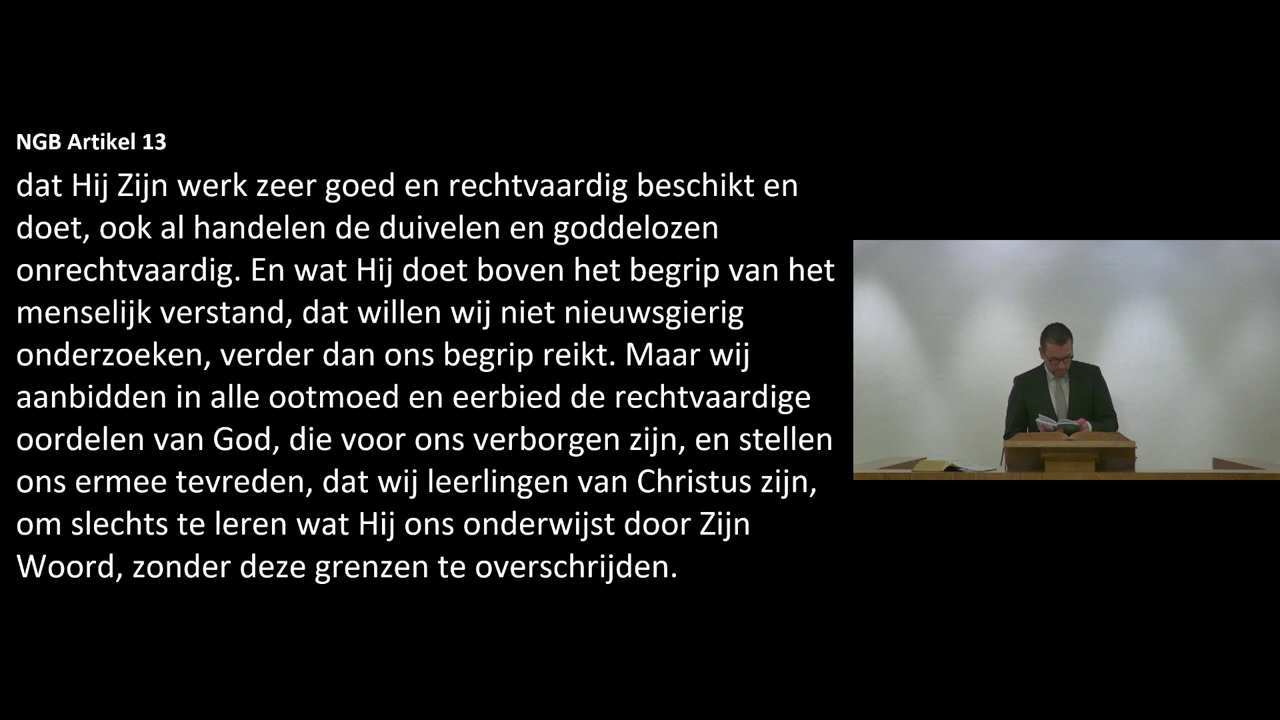 NGB Artikel 13
dat Hij Zijn werk zeer goed en rechtvaardig beschikt en
doet, ook al handelen de duivelen en goddelozen
onrechtvaardig. En wat Hij doet boven het begrip van het
menselijk verstand, dat willen wij niet nieuwsgierig
onderzoeken, verder dan ons begrip reikt. Maar wij
aanbidden in alle ootmoed en eerbied de rechtvaardige
oordelen van God, die voor ons verborgen zijn, en stellen
ons ermee tevreden, dat wij leerlingen van Christus zijn,
om slechts te leren wat Hij ons onderwijst door Zijn
Woord, zonder deze grenzen te overschrijden.